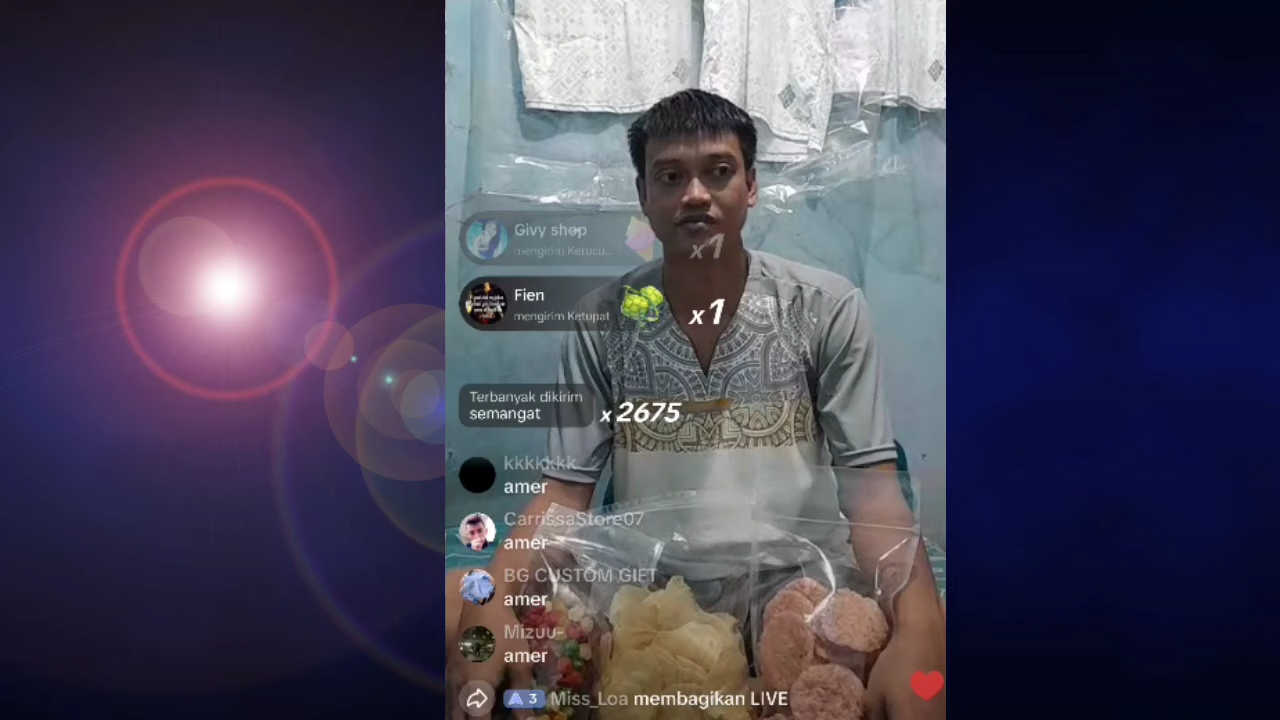 Givy shop
mengirim Kerucu...
x1
Fien
mengirim Ketupat
x1
Terbanyak dikirim
semangat
x2675
kkkkkkk
amer
CarrissaStore07
amer
BG CUSTOM GIFT
amer
Mizuu-
amer
3 Miss_Loa membagikan LIVE